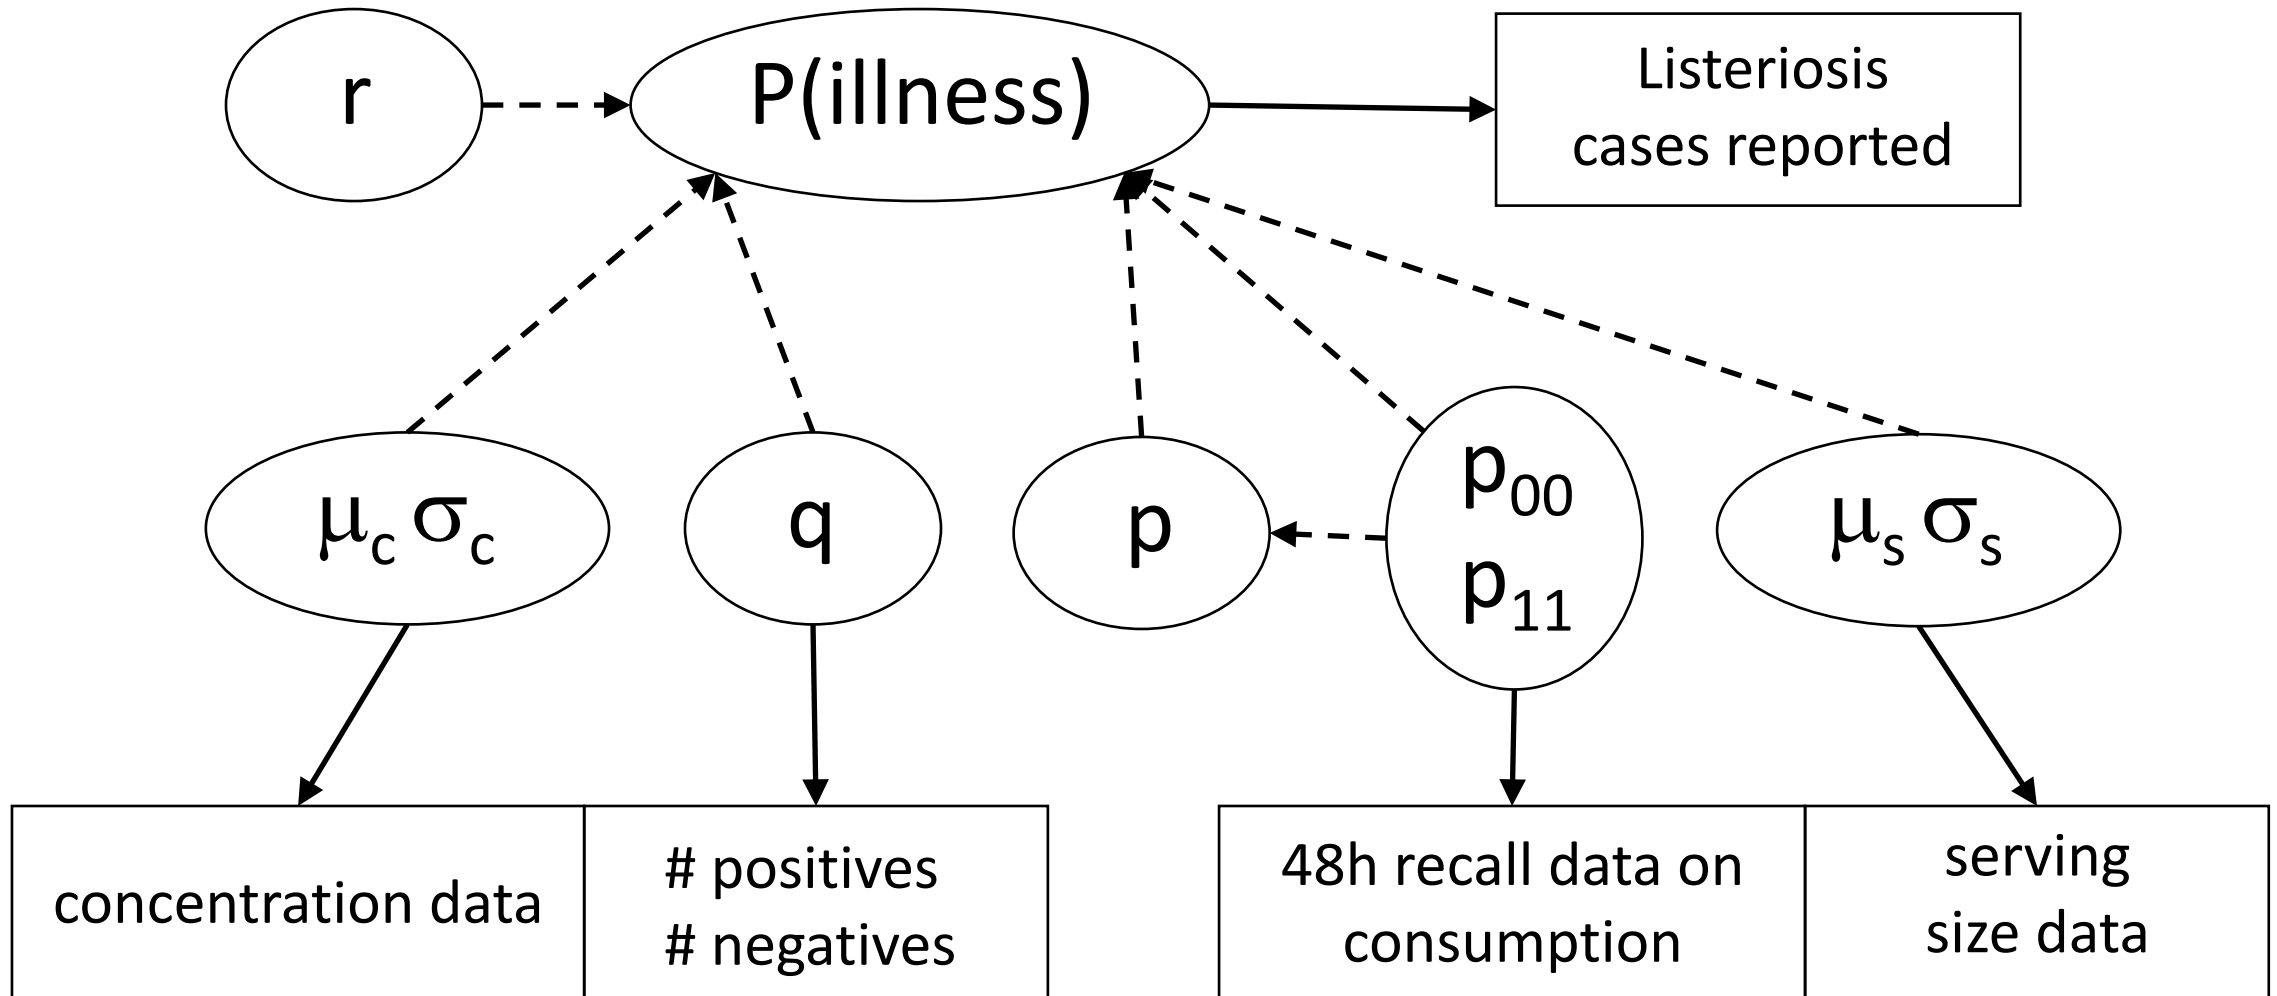 r
P(illness)
Listeriosis
cases reported
μc σc
q
p
p00
p11
μs σs
concentration data
# positives
# negatives
48h recall data on
consumption
serving
size data